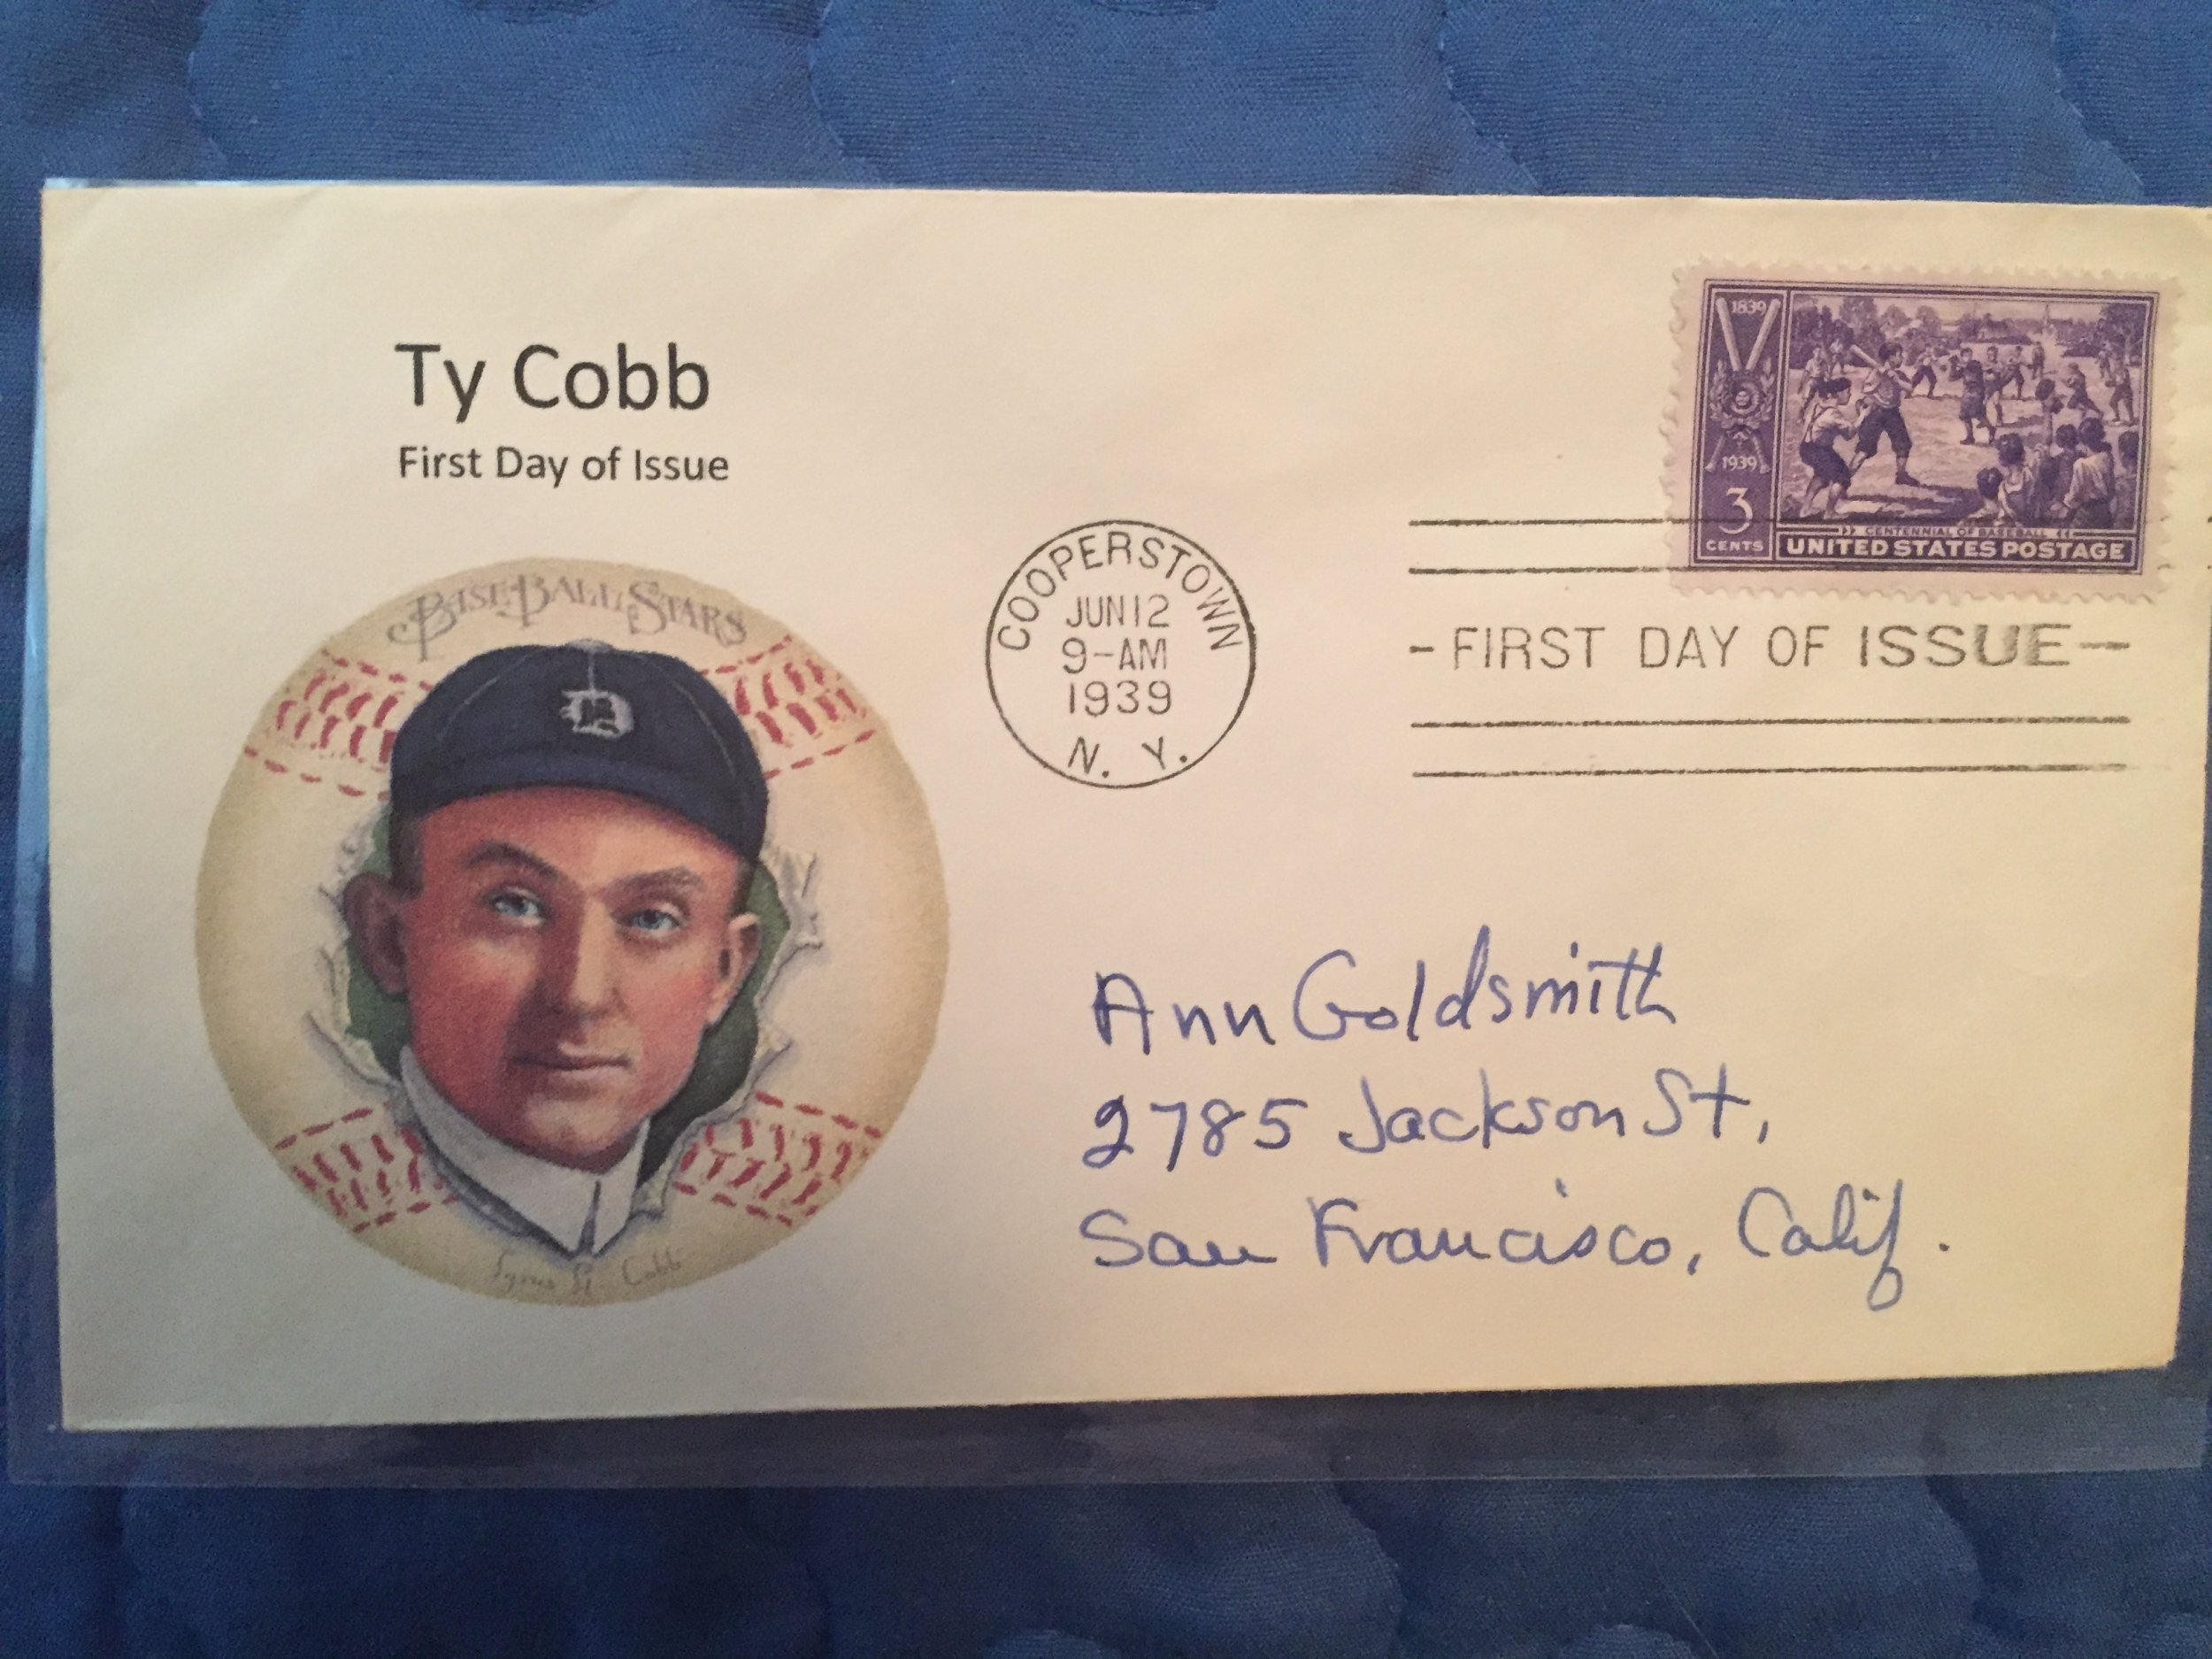 Ty Cobb
First Day of Issue
BASE BALL STARS
D
COOPERSTOWN
JUN 12
9-AM
1939
N. Y.
1839
1939
3
CENTS
CENTENNIAL OF BASEBALL
UNITED STATES POSTAGE
- FIRST DAY OF ISSUE -
Ann Goldsmith
2785 Jackson St,
San Francisco, Calif.
Cobb